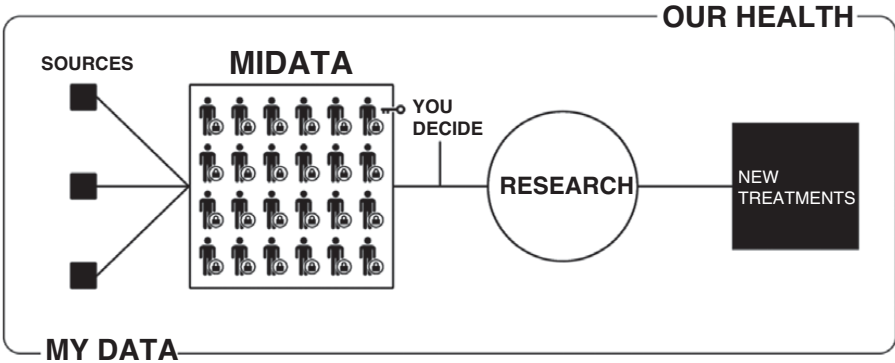 OUR HEALTH
SOURCES
MIDATA
YOU
DECIDE
RESEARCH
NEW
TREATMENTS
MY DATA